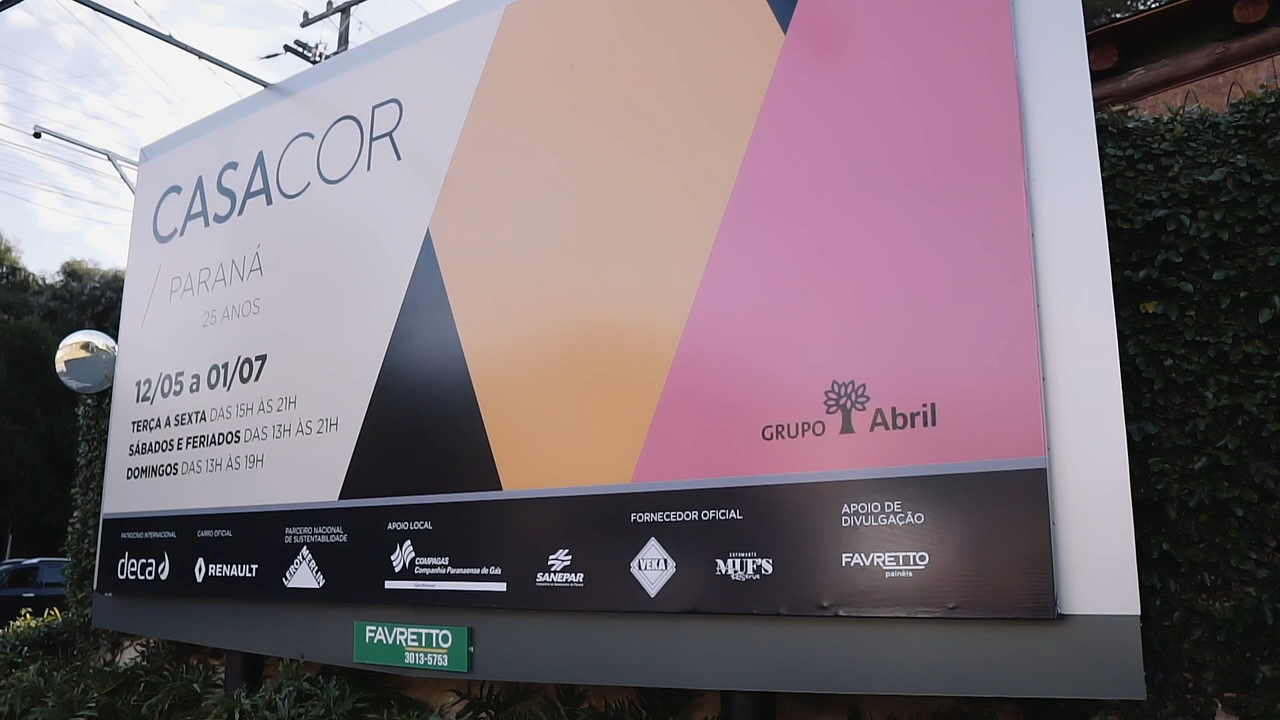 CASACOR
/ PARANÁ
25 ANOS
12/05 a 01/07
TERÇA A SEXTA DAS 15H ÀS 21H
SÁBADOS E FERIADOS DAS 13H ÀS 21H
DOMINGOS DAS 13H ÀS 19H
GRUPO Abril
PATROCÍNIO INTERNACIONAL
deca
CARRO OFICIAL
RENAULT
PARCEIRO NACIONAL
DE SUSTENTABILIDADE
LEROY MERLIN
APOIO LOCAL
COMPAGAS
Companhia Paranaense de Gás
SANEPAR
FORNECEDOR OFICIAL
VEKA
MUF'S
APOIO DE
DIVULGAÇÃO
FAVRETTO
painéis
FAVRETTO
3013-5753